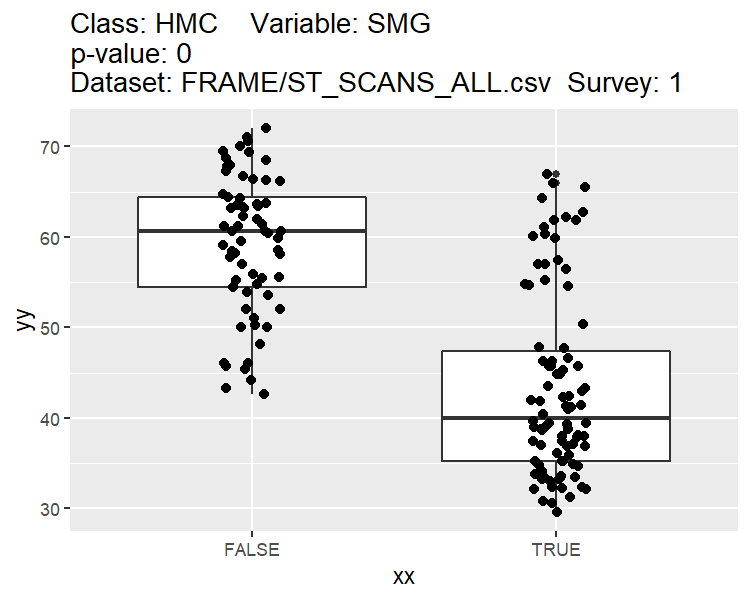 Class: HMC    Variable: SMG
p-value: 0
Dataset: FRAME/ST_SCANS_ALL.csv  Survey: 1
70
60
50
40
30
yy
FALSE TRUE
xx